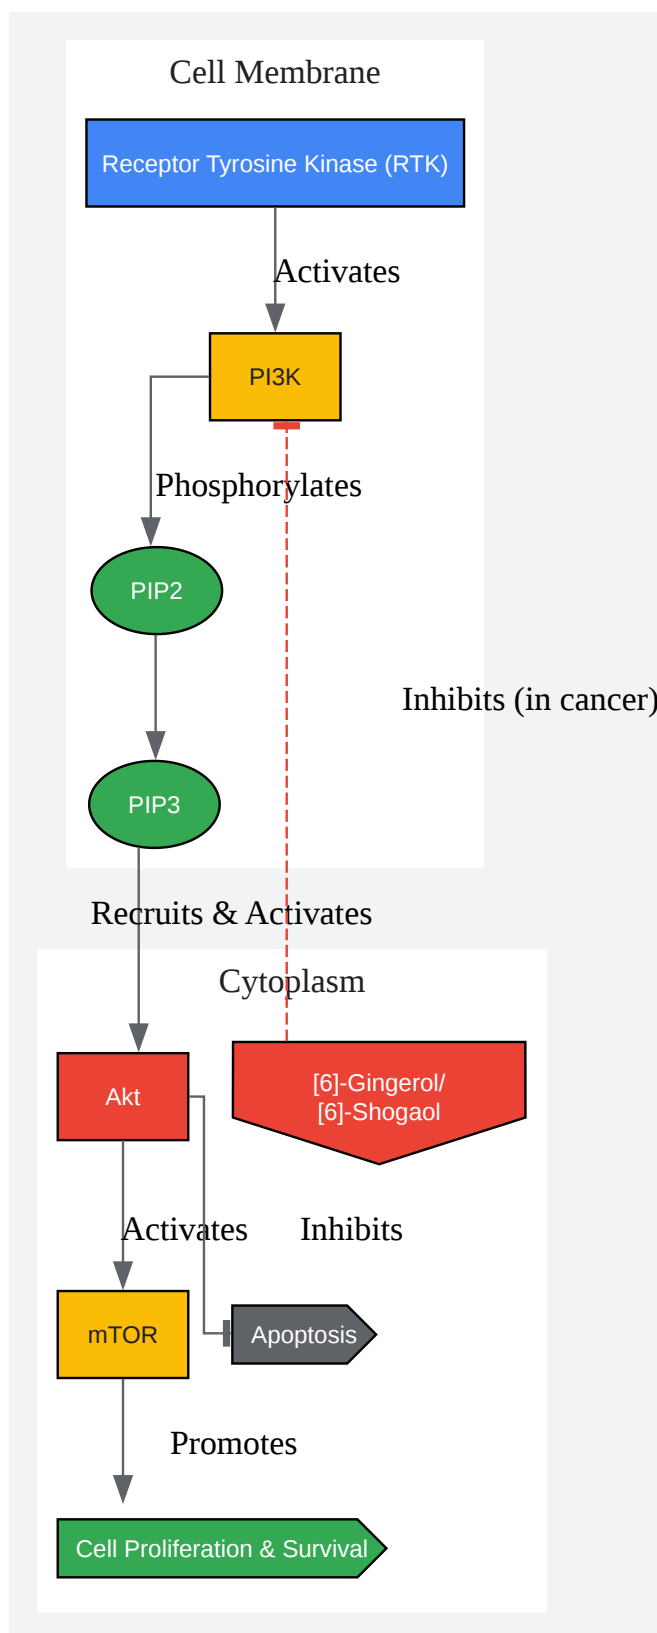 Cell Membrane
Receptor Tyrosine Kinase (RTK)
Activates
PI3K
Phosphorylates
PIP2
Inhibits (in cancer)
PIP3
Recruits & Activates
Cytoplasm
Akt
[6]-Gingerol/
[6]-Shogaol
Activates
Inhibits
mTOR
Apoptosis
Promotes
Cell Proliferation & Survival